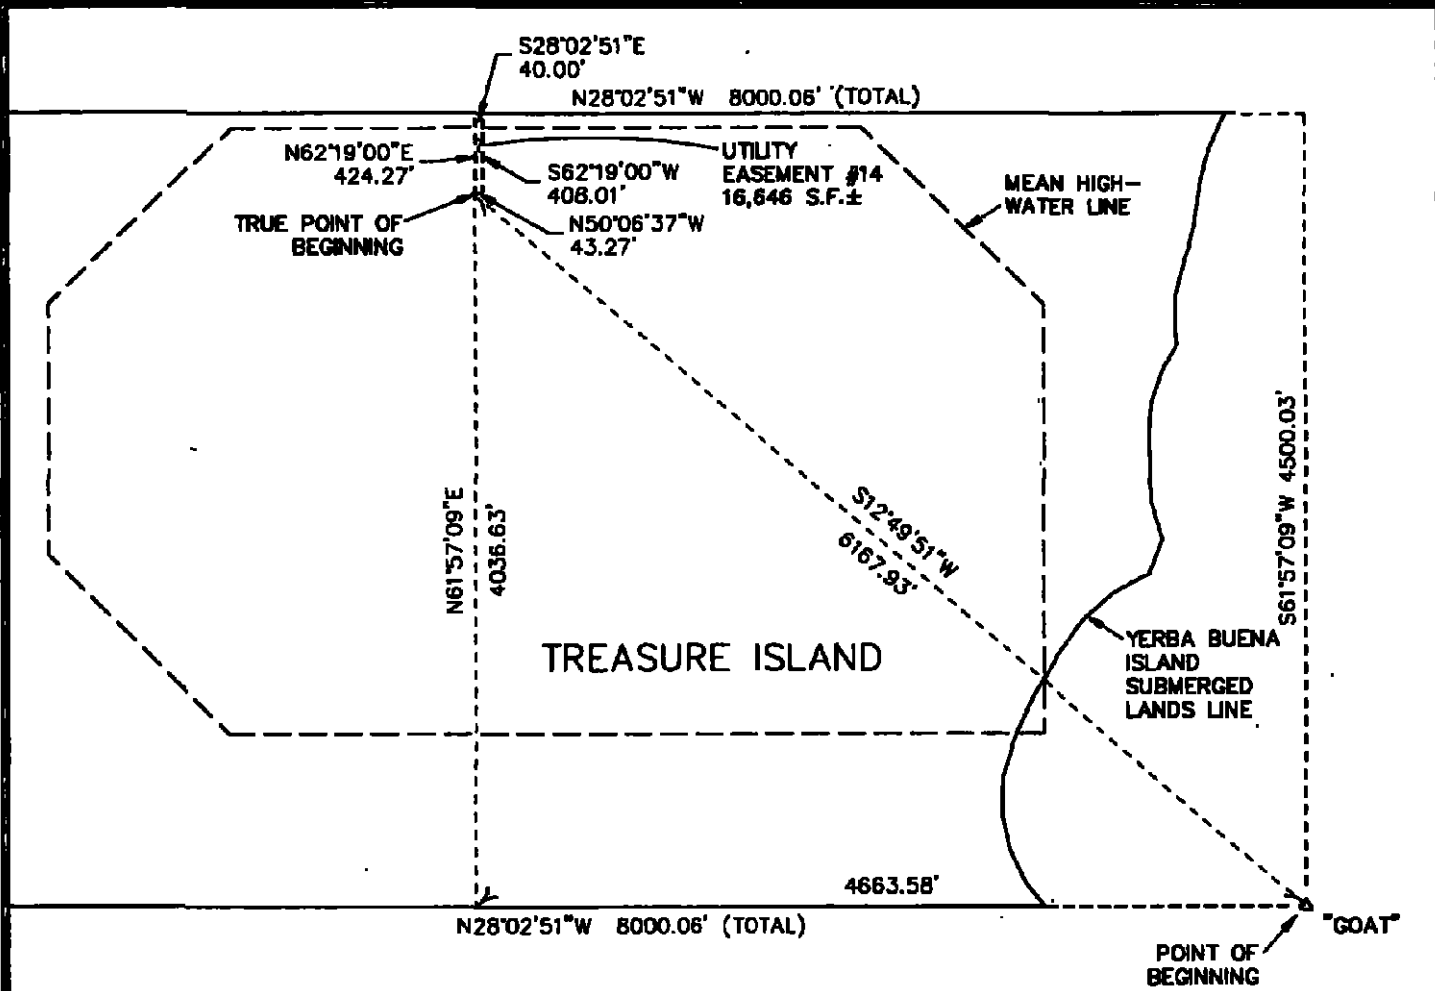 S28°02'51"E
40.00'
N28°02'51"W 8000.06' (TOTAL)
N62°19'00"E
424.27'
S62°19'00"W
408.01'
UTILITY
EASEMENT #14
16,646 S.F.±
MEAN HIGH-
WATER LINE
TRUE POINT OF
BEGINNING
N50°06'37"W
43.27'
N61°57'09"E
4036.63'
S12°49'51"W
6167.93'
S61°57'09"W 4500.03'
TREASURE ISLAND
YERBA BUENA
ISLAND
SUBMERGED
LANDS LINE
4663.58'
N28°02'51"W 8000.06' (TOTAL)
"GOAT"
POINT OF
BEGINNING